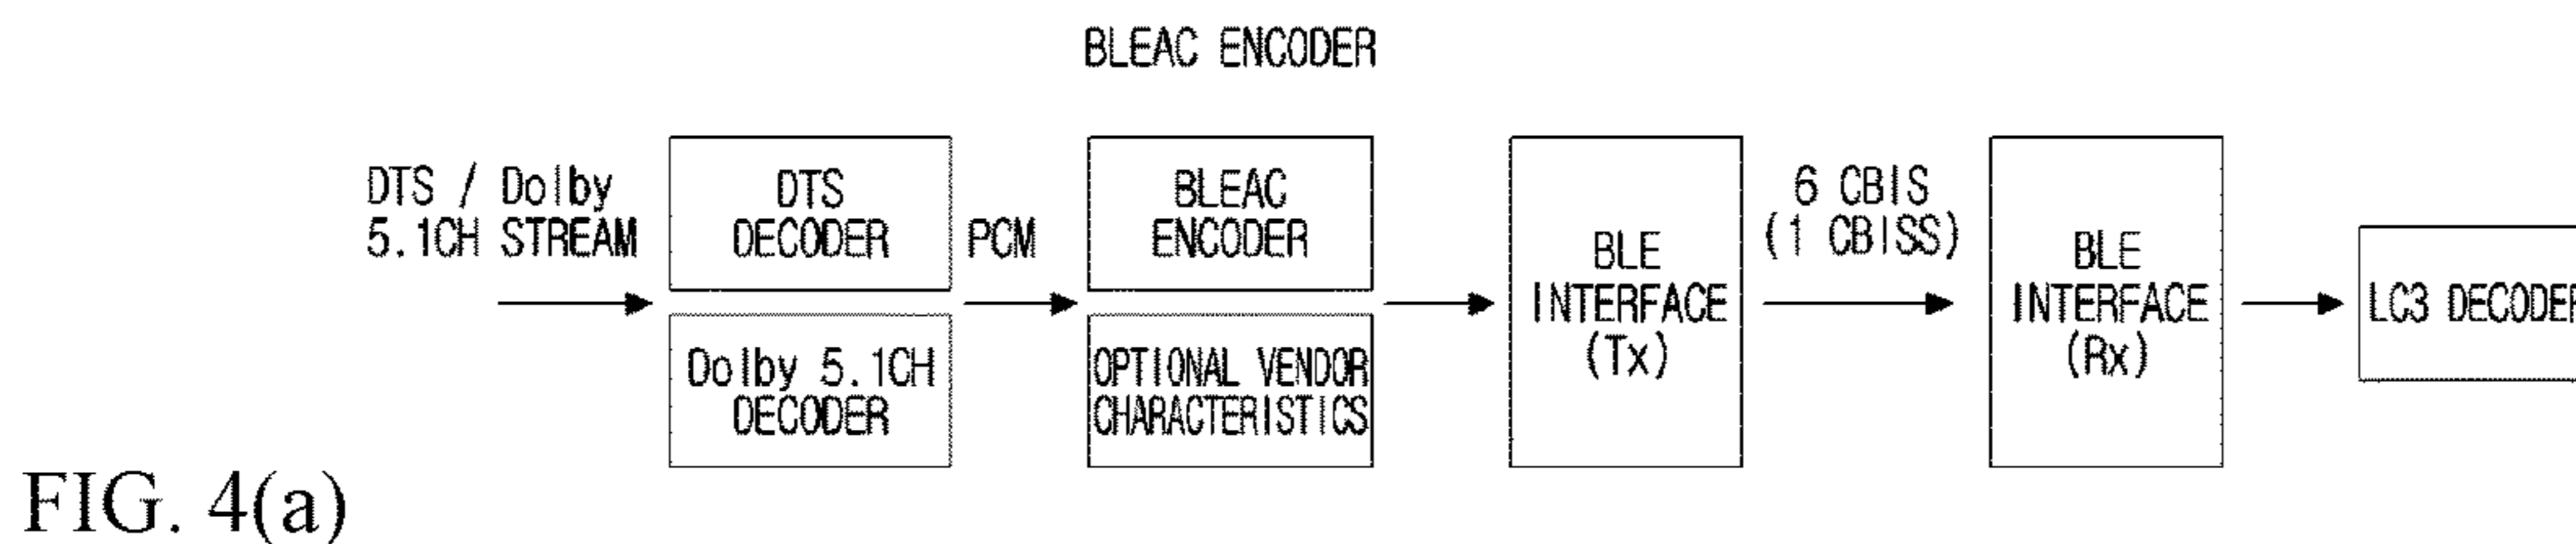 BLEAC ENCODER
DTS / Dolby
5.1CH STREAM
DTS
DECODER
Dolby 5.1CH
DECODER
PCM
BLEAC
ENCODER
OPTIONAL VENDOR
CHARACTERISTICS
BLE
INTERFACE
(Tx)
6 CBIS
(1 CBISS)
BLE
INTERFACE
(Rx)
LC3 DECODER
FIG. 4(a)